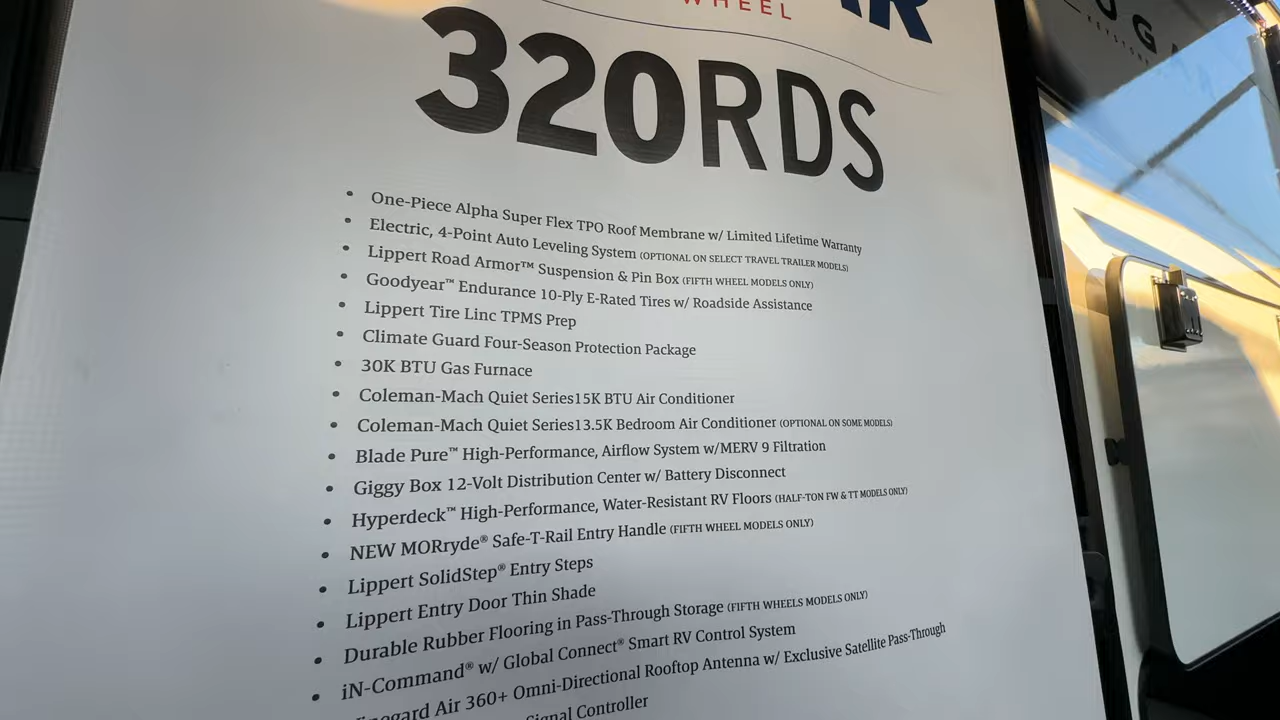 WHEEL
320RDS
• One-Piece Alpha Super Flex TPO Roof Membrane w/ Limited Lifetime Warranty
• Electric, 4-Point Auto Leveling System (OPTIONAL ON SELECT TRAVEL TRAILER MODELS)
• Lippert Road Armor™ Suspension & Pin Box (FIFTH WHEEL MODELS ONLY)
• Goodyear™ Endurance 10-Ply E-Rated Tires w/ Roadside Assistance
• Lippert Tire Linc TPMS Prep
• Climate Guard Four-Season Protection Package
• 30K BTU Gas Furnace
• Coleman-Mach Quiet Series15K BTU Air Conditioner
• Coleman-Mach Quiet Series13.5K Bedroom Air Conditioner (OPTIONAL ON SOME MODELS)
• Blade Pure™ High-Performance, Airflow System w/MERV 9 Filtration
• Giggy Box 12-Volt Distribution Center w/ Battery Disconnect
• Hyperdeck™ High-Performance, Water-Resistant RV Floors (HALF-TON FW & TT MODELS ONLY)
• NEW MORryde® Safe-T-Rail Entry Handle (FIFTH WHEEL MODELS ONLY)
• Lippert SolidStep® Entry Steps
• Lippert Entry Door Thin Shade
• Durable Rubber Flooring in Pass-Through Storage (FIFTH WHEELS MODELS ONLY)
• iN-Command® w/ Global Connect® Smart RV Control System
Air 360+ Omni-Directional Rooftop Antenna w/ Exclusive Satellite Pass-Through
Signal Controller